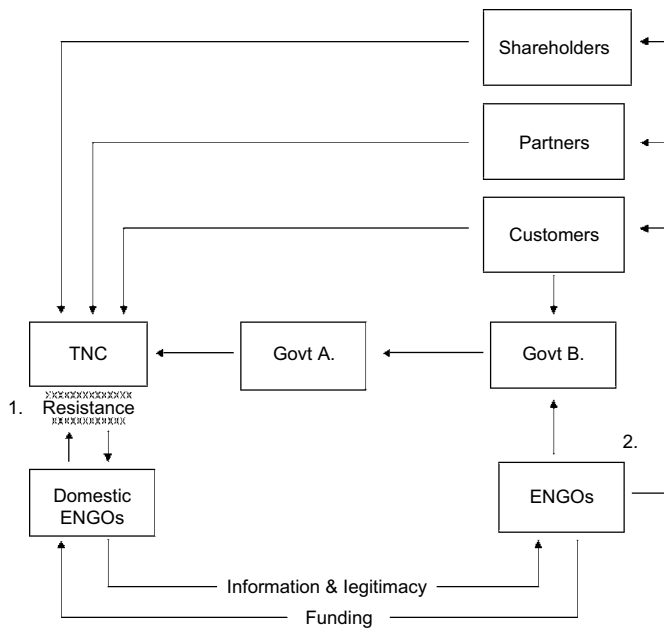 Shareholders
Partners
Customers
TNC
Govt A.
Govt B.
1. Resistance
2.
Domestic
ENGOs
ENGOs
Information & legitimacy
Funding